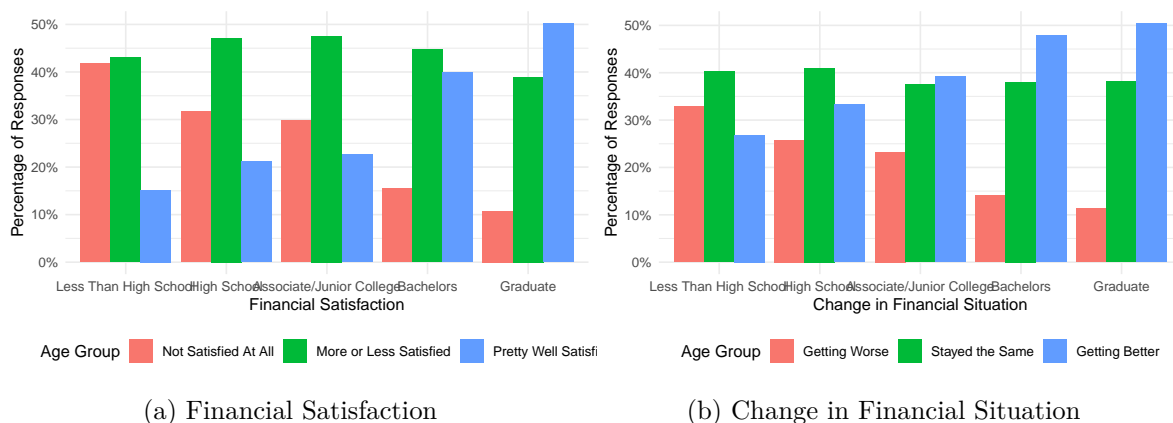 Percentage of Responses
50%
40%
30%
20%
10%
0%
Less Than High School High School Associate/Junior College Bachelors Graduate
Financial Satisfaction
Age Group Not Satisfied At All More or Less Satisfied Pretty Well Satisfi
(a) Financial Satisfaction
Percentage of Responses
50%
40%
30%
20%
10%
0%
Less Than High School High School Associate/Junior College Bachelors Graduate
Change in Financial Situation
Age Group Getting Worse Stayed the Same Getting Better
(b) Change in Financial Situation